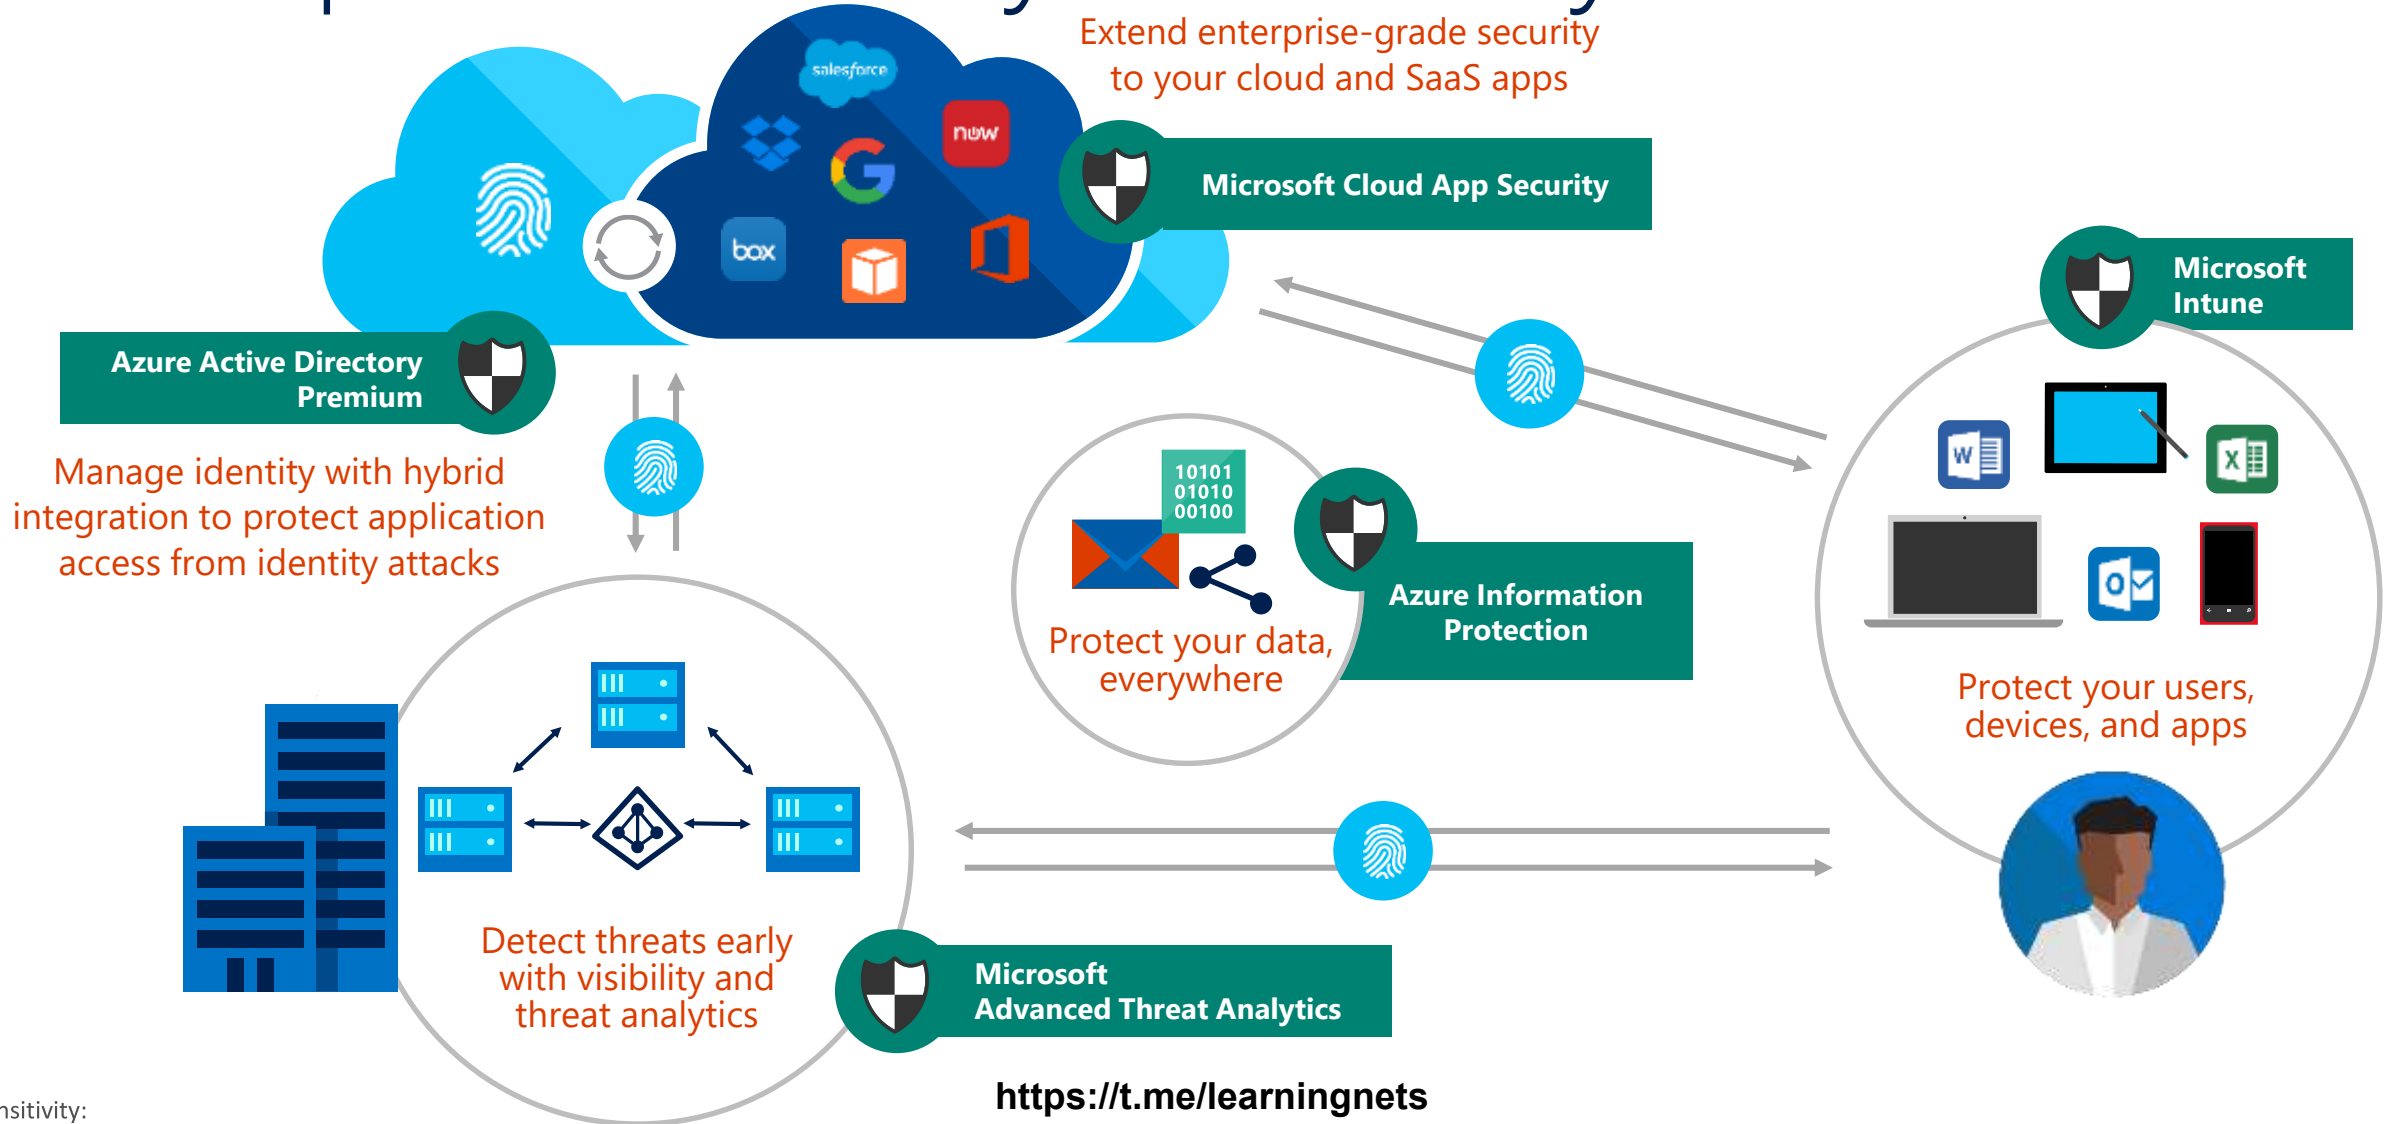 Extend enterprise-grade security
to your cloud and SaaS apps
salesforce
now
box
Microsoft Cloud App Security
Microsoft
Intune
Azure Active Directory
Premium
Manage identity with hybrid
integration to protect application
access from identity attacks
10101
01010
00100
W
X
O
Azure Information
Protection
Protect your data,
everywhere
Protect your users,
devices, and apps
Detect threats early
with visibility and
threat analytics
Microsoft
Advanced Threat Analytics
https://t.me/learningnets
nsitivity: